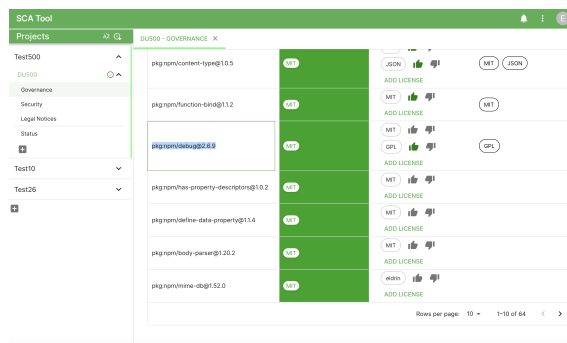 SCA Tool
E
Projects
DU500 - GOVERNANCE
Test500
DU500
Governance
Security
Legal Notices
Status
Test10
Test26
pkg:npm/content-type@1.0.5
MIT
JSON
ADD LICENSE
MIT JSON
pkg:npm/function-bind@1.1.2
MIT
MIT
ADD LICENSE
MIT
pkg:npm/debug@2.6.9
MIT
MIT
GPL
ADD LICENSE
GPL
pkg:npm/has-property-descriptors@1.0.2
MIT
MIT
ADD LICENSE
pkg:npm/define-data-property@1.1.4
MIT
MIT
ADD LICENSE
pkg:npm/body-parser@1.20.2
MIT
MIT
ADD LICENSE
pkg:npm/mime-db@1.52.0
MIT
eldrin
ADD LICENSE
Rows per page: 10 1–10 of 64